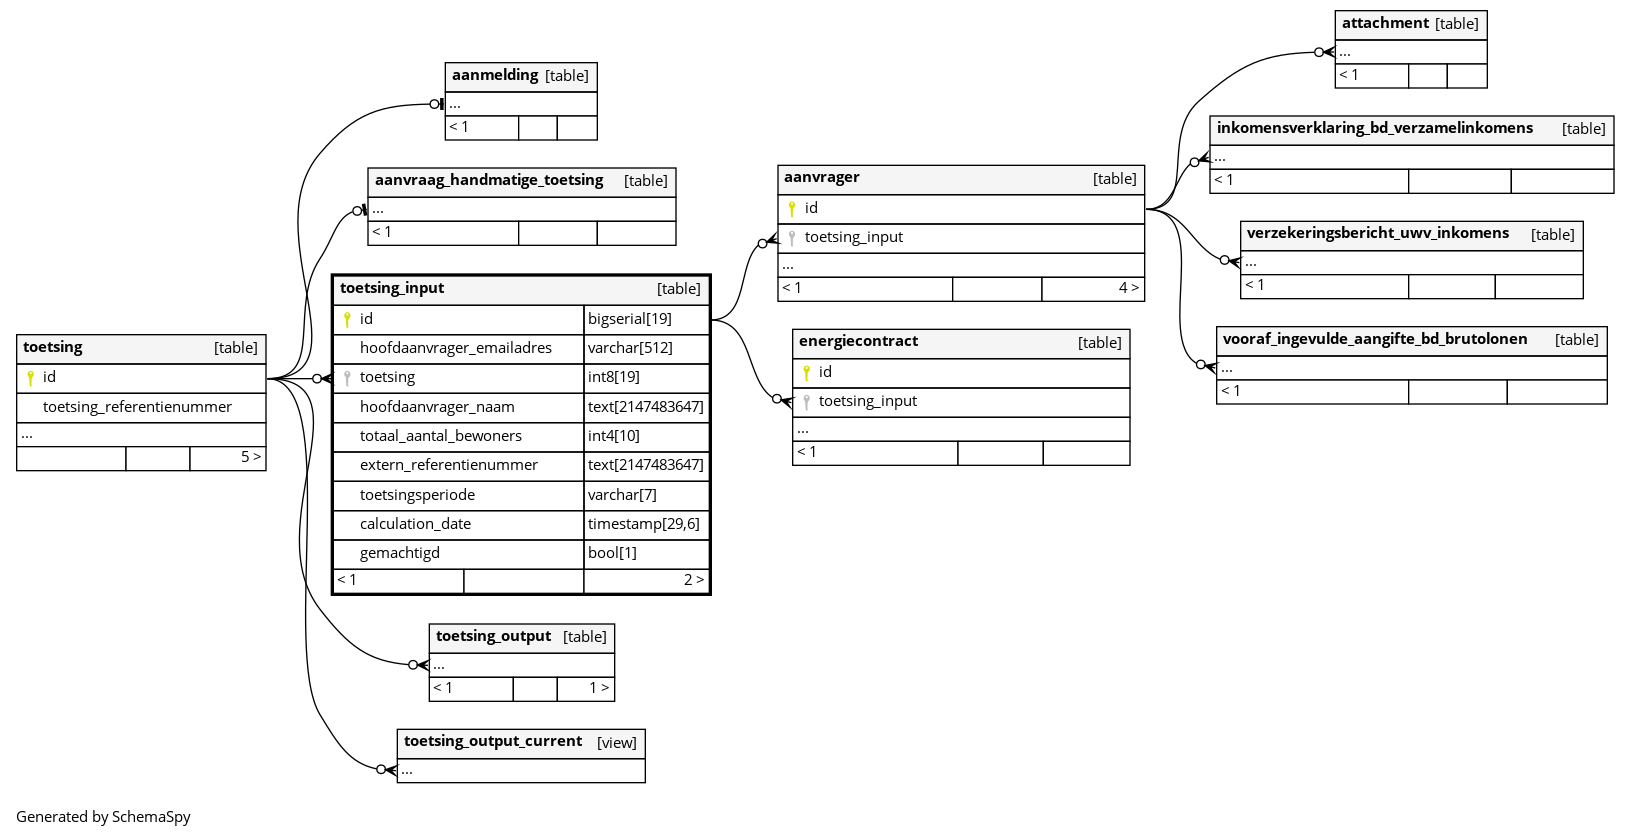 attachment [table]
...
< 1
aanmelding [table]
...
< 1
inkomensverklaring_bd_verzamelinkomens [table]
...
< 1
aanvraag_handmatige_toetsing [table]
...
< 1
aanvrager [table]
id
toetsing_input
...
< 1 4 >
verzekeringsbericht_uwv_inkomens [table]
...
< 1
toetsing_input [table]
id bigserial[19]
hoofdaanvrager_emailadres varchar[512]
toetsing int8[19]
hoofdaanvrager_naam text[2147483647]
totaal_aantal_bewoners int4[10]
extern_referentienummer text[2147483647]
toetsingsperiode varchar[7]
calculation_date timestamp[29,6]
gemachtigd bool[1]
< 1 2 >
energiecontract [table]
id
toetsing_input
...
< 1
vooraf_ingevulde_aangifte_bd_brutolonen [table]
...
< 1
toetsing [table]
id
toetsing_referentienummer
...
5 >
toetsing_output [table]
...
< 1 1 >
toetsing_output_current [view]
...
Generated by SchemaSpy